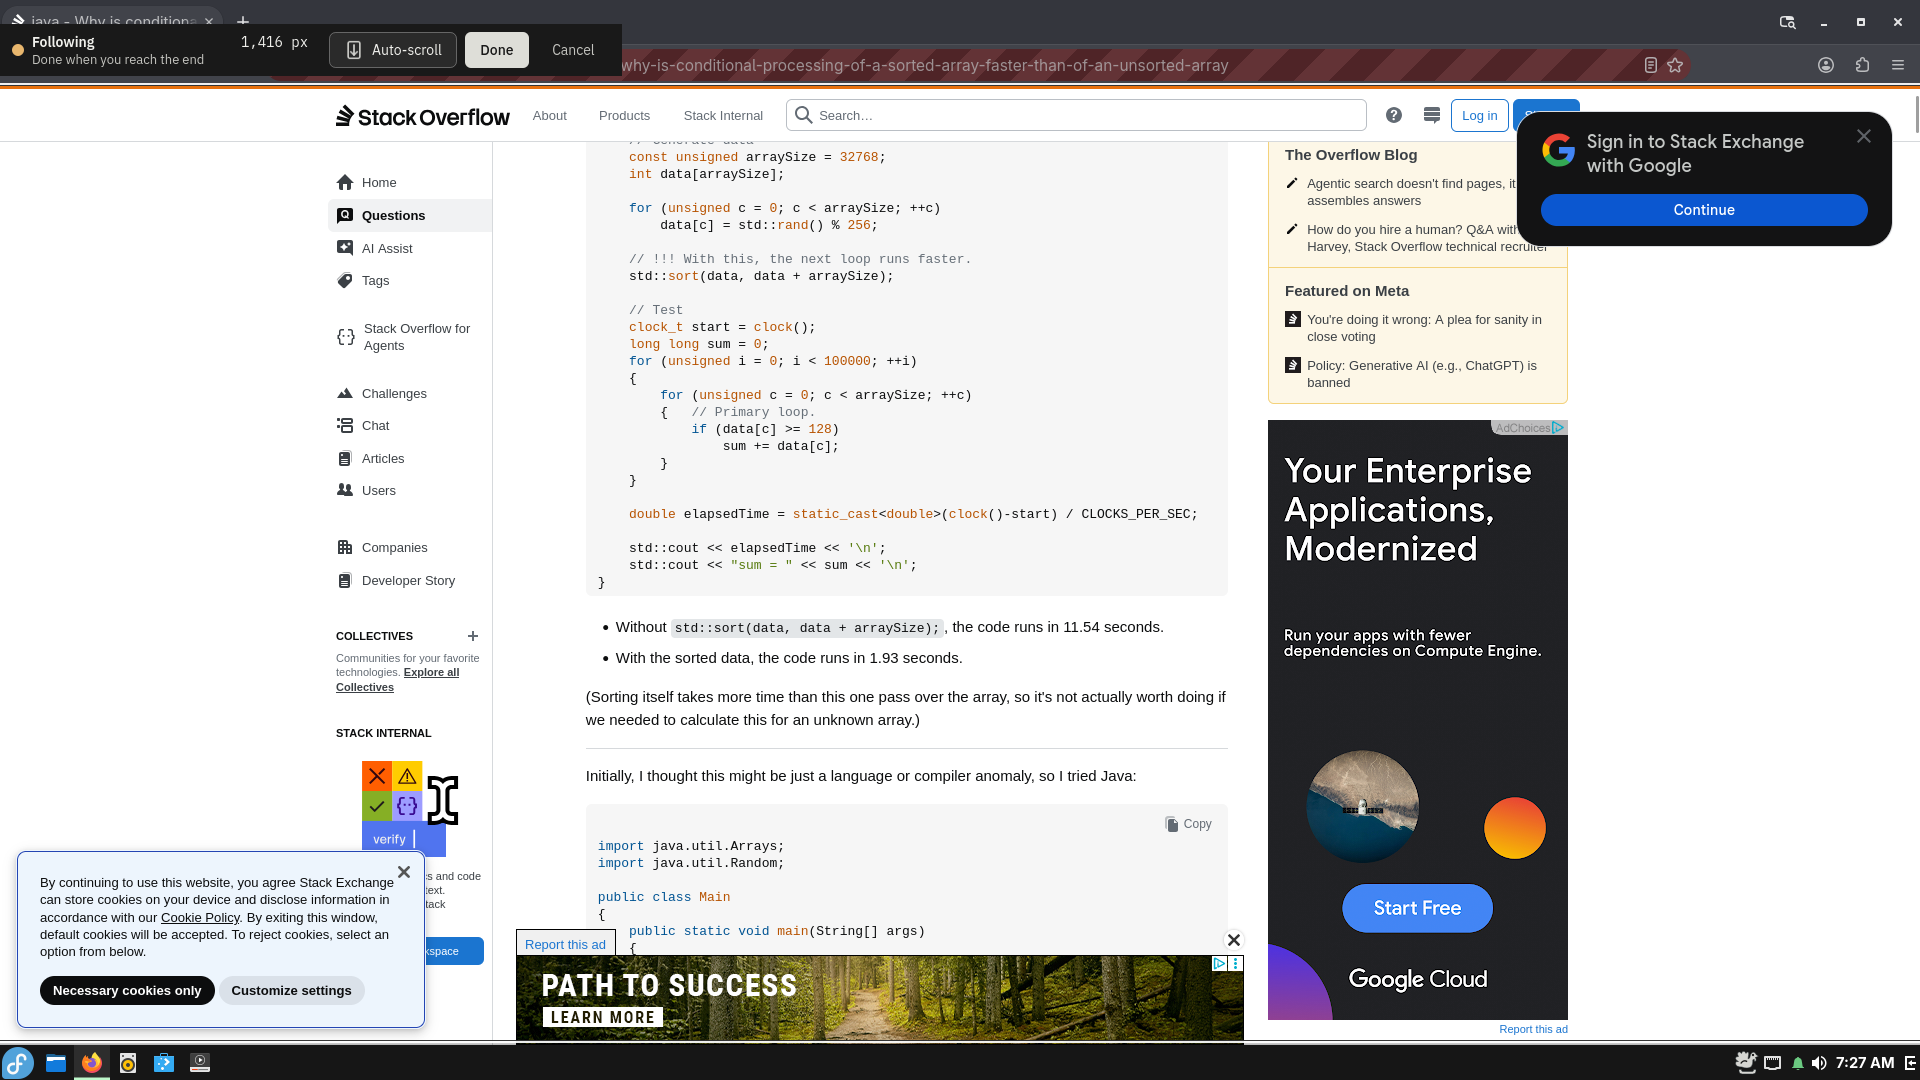 java - Why is conditiona
Following
Done when you reach the end
1,416 px
Auto-scroll
Done
Cancel
why-is-conditional-processing-of-a-sorted-array-faster-than-of-an-unsorted-array
Stack Overflow
About
Products
Stack Internal
Search…
Log in
Sign in to Stack Exchange
with Google
Continue
Home
Questions
AI Assist
Tags
Stack Overflow for
Agents
Challenges
Chat
Articles
Users
Companies
Developer Story
COLLECTIVES
Communities for your favorite
technologies. Explore all
Collectives
STACK INTERNAL
verify
cs and code
text.
tack
kspace
By continuing to use this website, you agree Stack Exchange
can store cookies on your device and disclose information in
accordance with our Cookie Policy. By exiting this window,
default cookies will be accepted. To reject cookies, select an
option from below.
Necessary cookies only
Customize settings
// Generate data
const unsigned arraySize = 32768;
int data[arraySize];
for (unsigned c = 0; c < arraySize; ++c)
data[c] = std::rand() % 256;
// !!! With this, the next loop runs faster.
std::sort(data, data + arraySize);
// Test
clock_t start = clock();
long long sum = 0;
for (unsigned i = 0; i < 100000; ++i)
{
for (unsigned c = 0; c < arraySize; ++c)
{   // Primary loop.
if (data[c] >= 128)
sum += data[c];
}
}
double elapsedTime = static_cast<double>(clock()-start) / CLOCKS_PER_SEC;
std::cout << elapsedTime << '\n';
std::cout << "sum = " << sum << '\n';
}
• Without std::sort(data, data + arraySize);, the code runs in 11.54 seconds.
• With the sorted data, the code runs in 1.93 seconds.
(Sorting itself takes more time than this one pass over the array, so it's not actually worth doing if
we needed to calculate this for an unknown array.)
Initially, I thought this might be just a language or compiler anomaly, so I tried Java:
Copy
import java.util.Arrays;
import java.util.Random;
public class Main
{
public static void main(String[] args)
{
Report this ad
PATH TO SUCCESS
LEARN MORE
The Overflow Blog
Agentic search doesn't find pages, it
assembles answers
How do you hire a human? Q&A with
Harvey, Stack Overflow technical recruiter
Featured on Meta
You're doing it wrong: A plea for sanity in
close voting
Policy: Generative AI (e.g., ChatGPT) is
banned
AdChoices
Your Enterprise
Applications,
Modernized
Run your apps with fewer
dependencies on Compute Engine.
Start Free
Google Cloud
Report this ad
7:27 AM